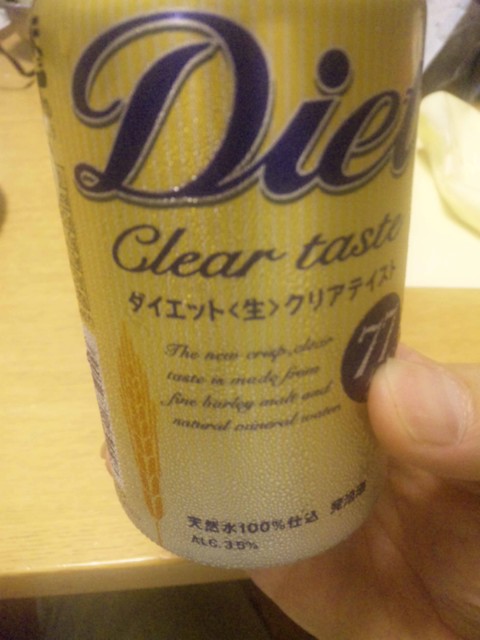 Diet
Clear taste
ダイエット〈生〉クリアテイスト
The new crisp, clear
taste is made from
fine barley malt and
natural mineral water.
天然水100%仕込 発泡酒
ALC. 3.5%